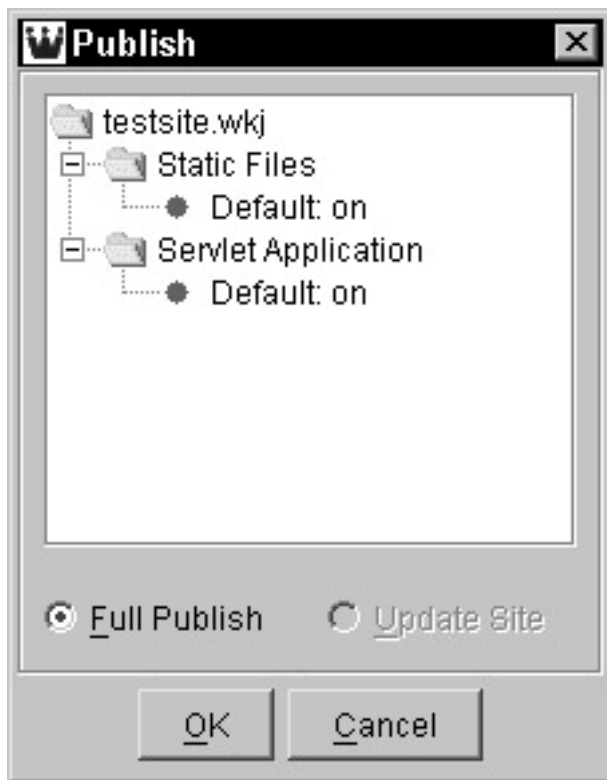 Publish
testsite.wkj
Static Files
Default: on
Servlet Application
Default: on
Full Publish Update Site
OK Cancel